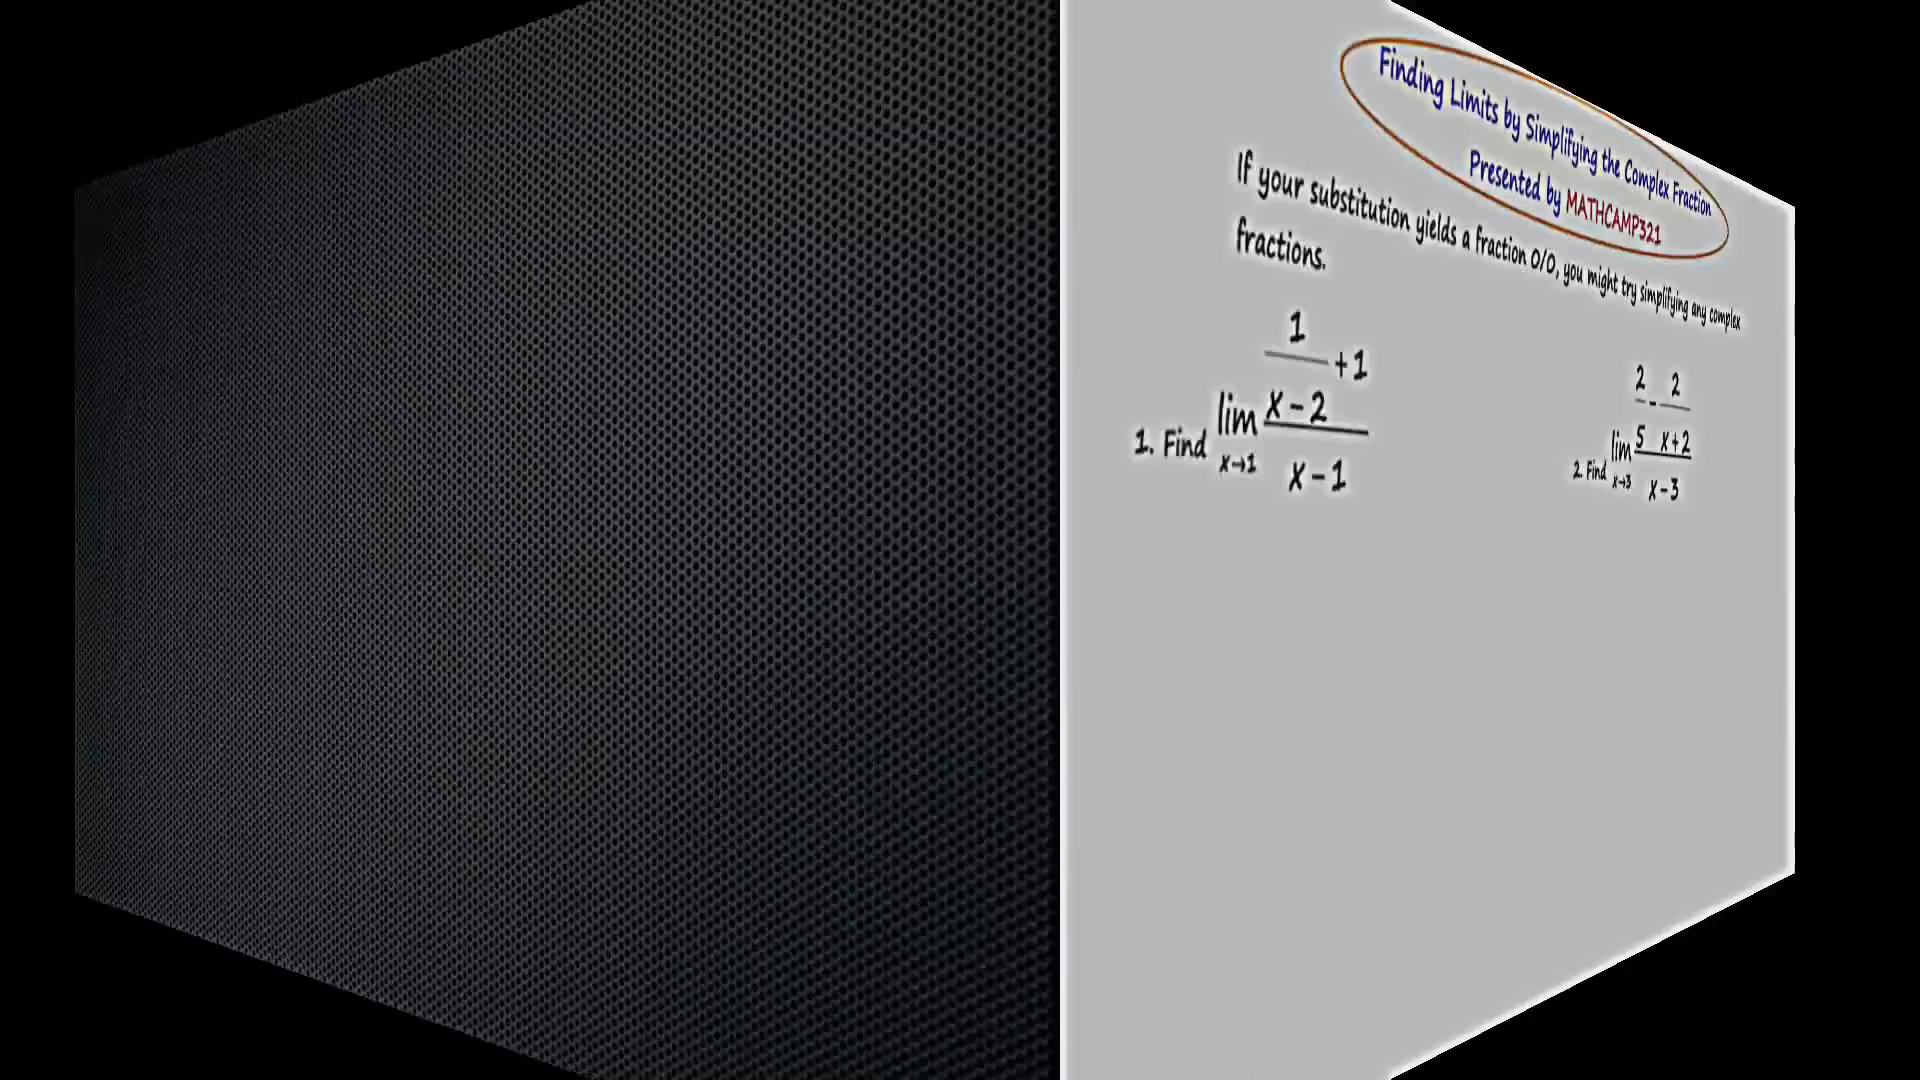 Finding Limits by Simplifying the Complex Fraction
Presented by MATHCAMP321
If your substitution yields a fraction 0/0, you might try simplifying any complex
fractions.
1. Find lim x→1 (1/(x-2) + 1)/(x-1)
2. Find lim x→3 (2/5 - 2/(x+2))/(x-3)